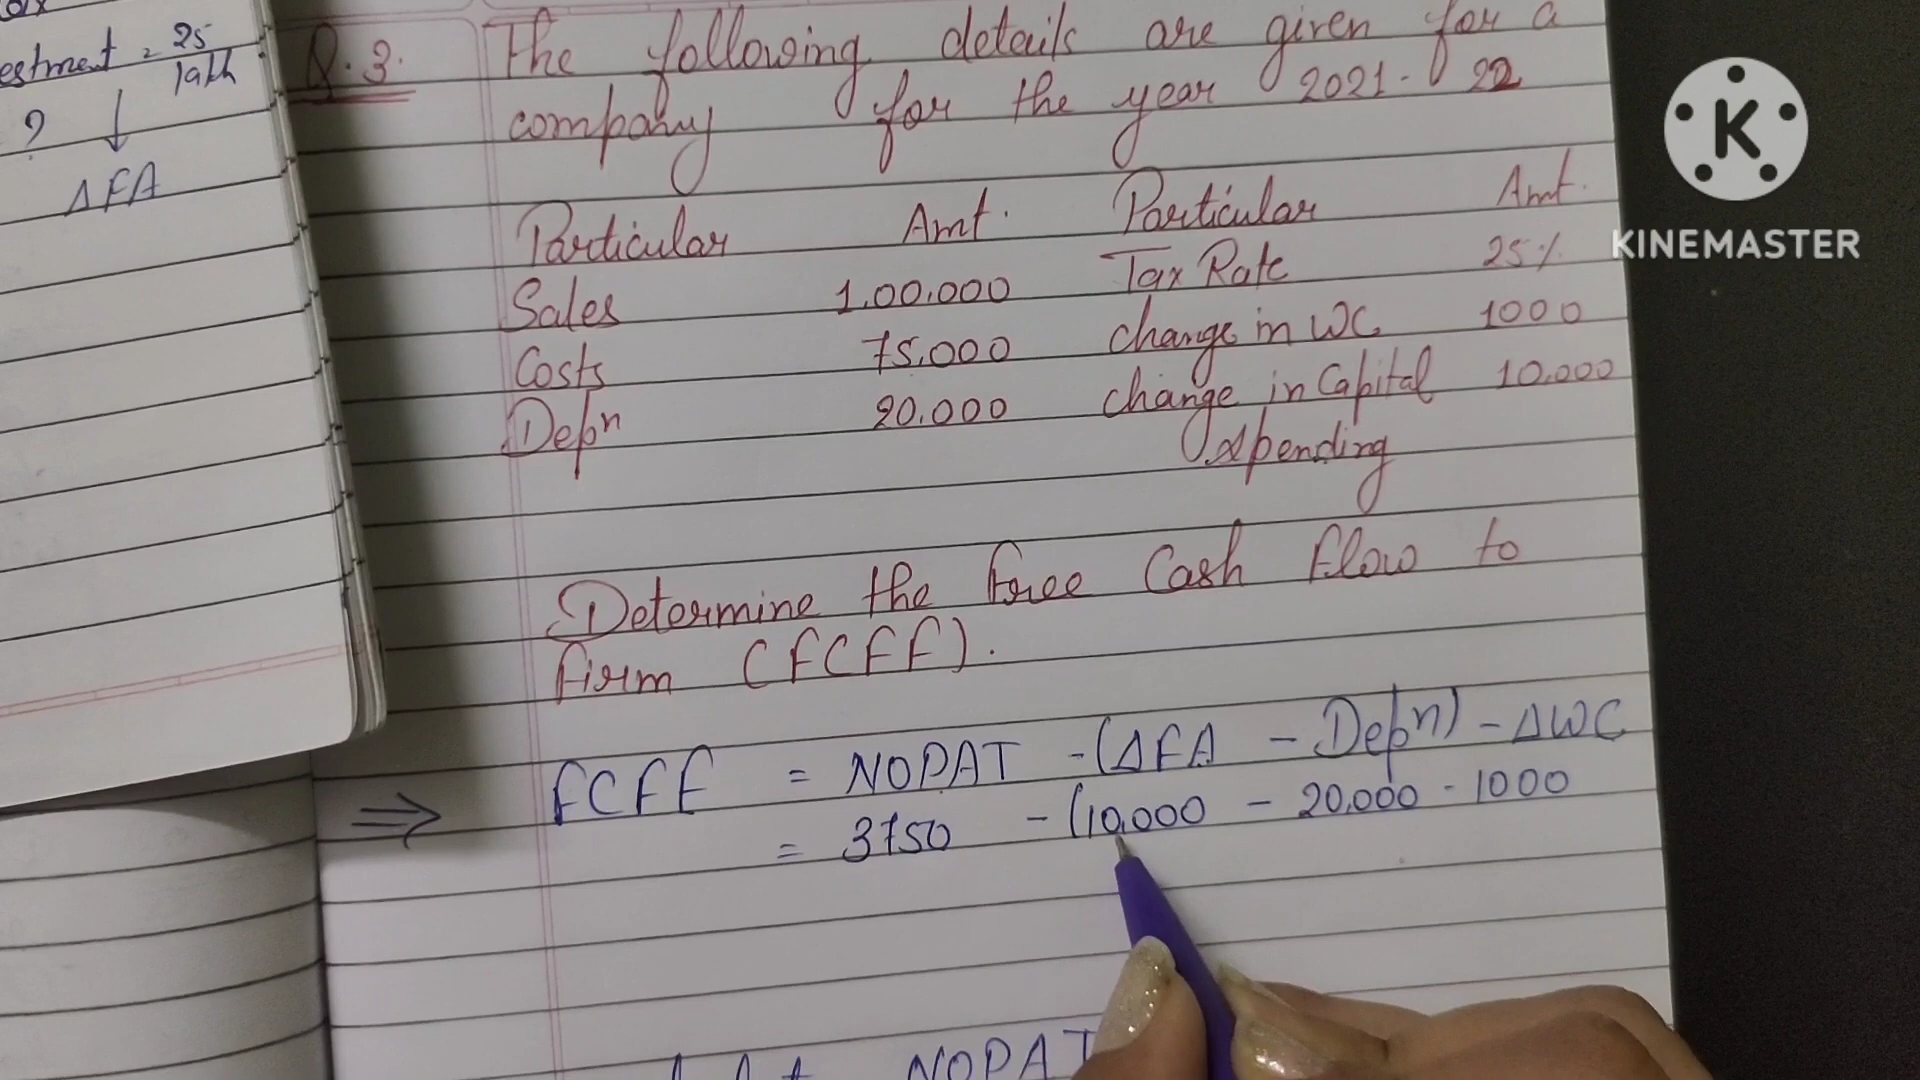 estment = 25
lakh
? ↓
ΔFA
Q.3. The following details are given for a
company for the year 2021-22
Particular Amt. Particular Amt.
Sales 1,00,000 Tax Rate 25%
Costs 75,000 change in WC 1000
Depn 20,000 change in Capital 10,000
spending
Determine the free Cash flow to
firm (FCFF).
⇒ FCFF = NOPAT - (ΔFA - Depn) - ΔWC
= 3750 - (10,000 - 20,000 - 1000
NOPAT
K
KINEMASTER